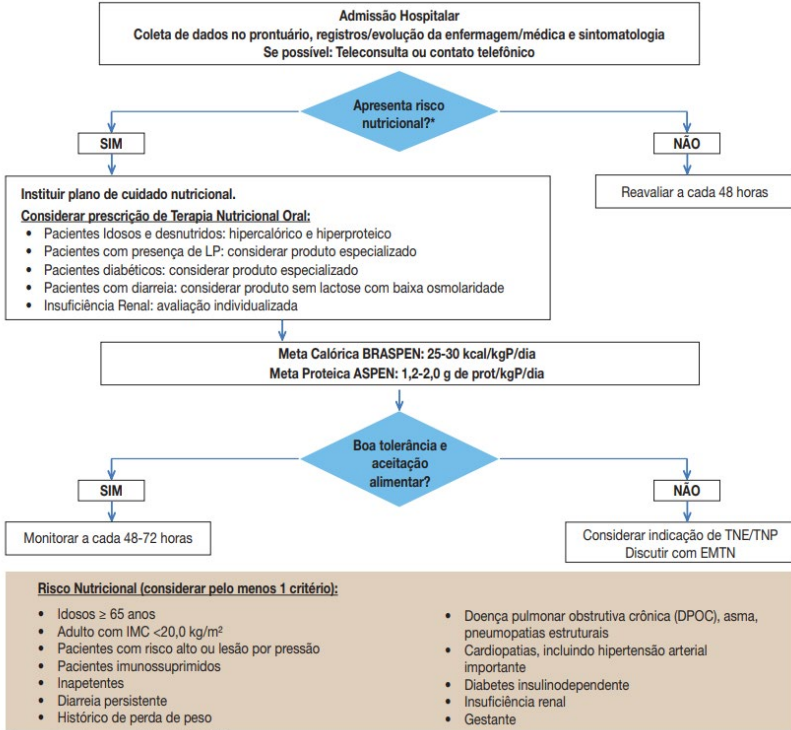 Admissão Hospitalar
Coleta de dados no prontuário, registros/evolução da enfermagem/médica e sintomatologia
Se possível: Teleconsulta ou contato telefônico
Apresenta risco
nutricional?*
SIM
NÃO
Instituir plano de cuidado nutricional.
Considerar prescrição de Terapia Nutricional Oral:
• Pacientes Idosos e desnutridos: hipercalórico e hiperproteico
• Pacientes com presença de LP: considerar produto especializado
• Pacientes diabéticos: considerar produto especializado
• Pacientes com diarreia: considerar produto sem lactose com baixa osmolaridade
• Insuficiência Renal: avaliação individualizada
Reavaliar a cada 48 horas
Meta Calórica BRASPEN: 25-30 kcal/kgP/dia
Meta Proteica ASPEN: 1,2-2,0 g de prot/kgP/dia
Boa tolerância e
aceitação
alimentar?
SIM
NÃO
Monitorar a cada 48-72 horas
Considerar indicação de TNE/TNP
Discutir com EMTN
Risco Nutricional (considerar pelo menos 1 critério):
• Idosos ≥ 65 anos
• Adulto com IMC <20,0 kg/m²
• Pacientes com risco alto ou lesão por pressão
• Pacientes imunossuprimidos
• Inapetentes
• Diarreia persistente
• Histórico de perda de peso
• Doença pulmonar obstrutiva crônica (DPOC), asma,
pneumopatias estruturais
• Cardiopatias, incluindo hipertensão arterial
importante
• Diabetes insulinodependente
• Insuficiência renal
• Gestante